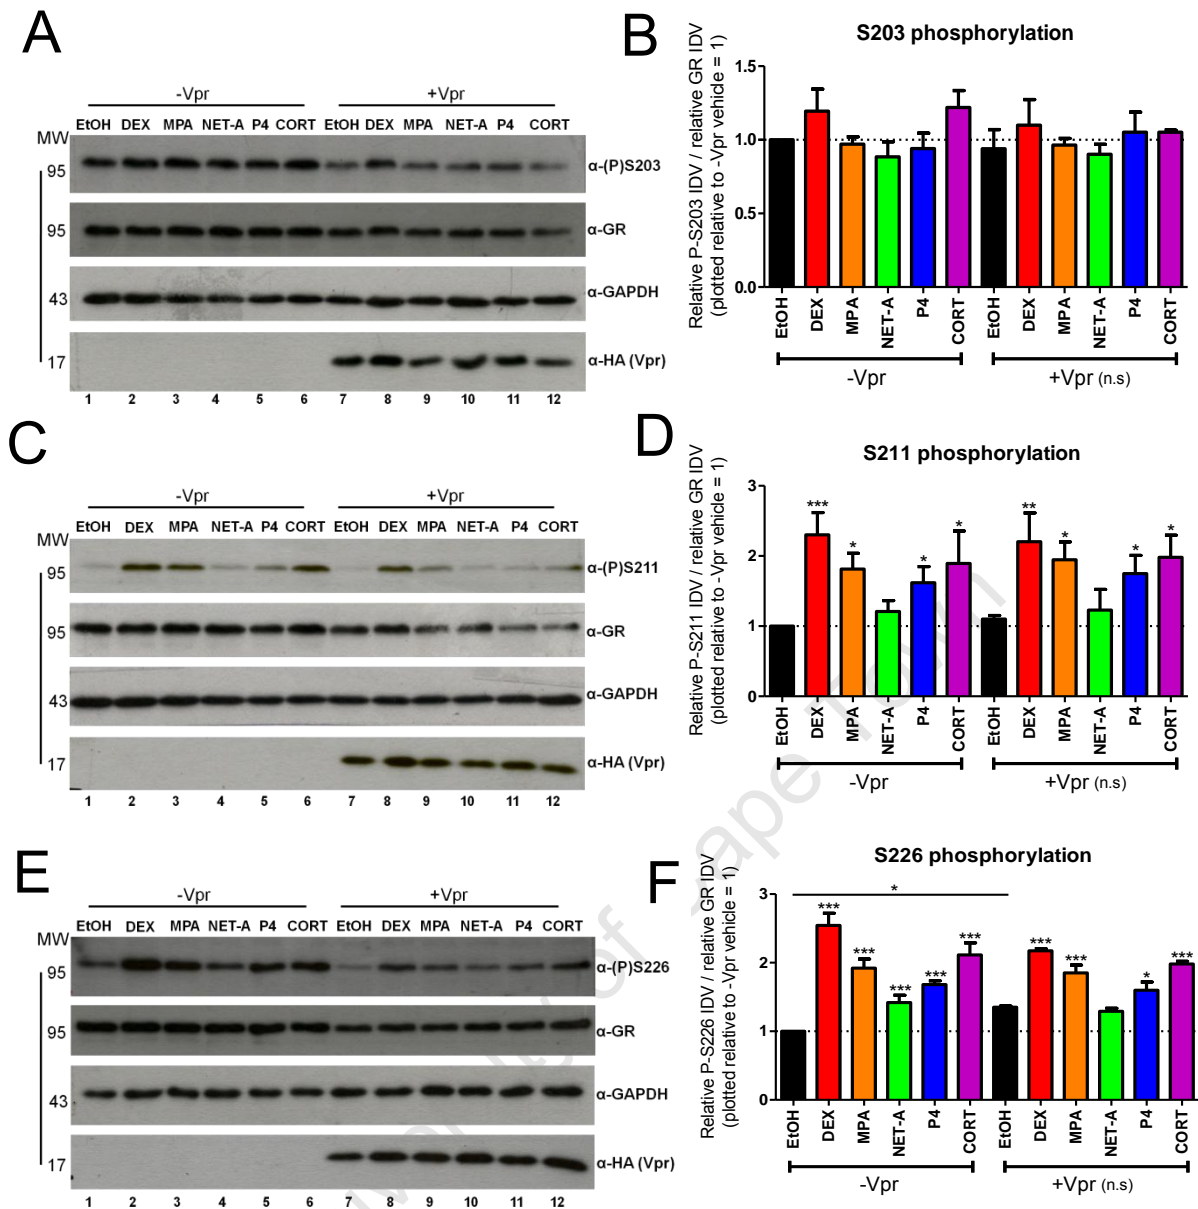 A
-Vpr
+Vpr
EtOH DEX MPA NET-A P4 CORT EtOH DEX MPA NET-A P4 CORT
MW
95
α-(P)S203
95
α-GR
43
α-GAPDH
17
α-HA (Vpr)
1 2 3 4 5 6 7 8 9 10 11 12
B
S203 phosphorylation
Relative P-S203 IDV / relative GR IDV
(plotted relative to -Vpr vehicle = 1)
1.5
1.0
0.5
0.0
EtOH DEX MPA NET-A P4 CORT EtOH DEX MPA NET-A P4 CORT
-Vpr
+Vpr (n.s)
C
-Vpr
+Vpr
EtOH DEX MPA NET-A P4 CORT EtOH DEX MPA NET-A P4 CORT
MW
95
α-(P)S211
95
α-GR
43
α-GAPDH
17
α-HA (Vpr)
1 2 3 4 5 6 7 8 9 10 11 12
D
S211 phosphorylation
Relative P-S211 IDV / relative GR IDV
(plotted relative to -Vpr vehicle = 1)
3
2
1
0
*** * * * ** * * *
EtOH DEX MPA NET-A P4 CORT EtOH DEX MPA NET-A P4 CORT
-Vpr
+Vpr (n.s)
E
-Vpr
+Vpr
EtOH DEX MPA NET-A P4 CORT EtOH DEX MPA NET-A P4 CORT
MW
95
α-(P)S226
95
α-GR
43
α-GAPDH
17
α-HA (Vpr)
1 2 3 4 5 6 7 8 9 10 11 12
F
S226 phosphorylation
Relative P-S226 IDV / relative GR IDV
(plotted relative to -Vpr vehicle = 1)
3
2
1
0
*
*** *** *** *** *** *** *** * ***
EtOH DEX MPA NET-A P4 CORT EtOH DEX MPA NET-A P4 CORT
-Vpr
+Vpr (n.s)
of
Town